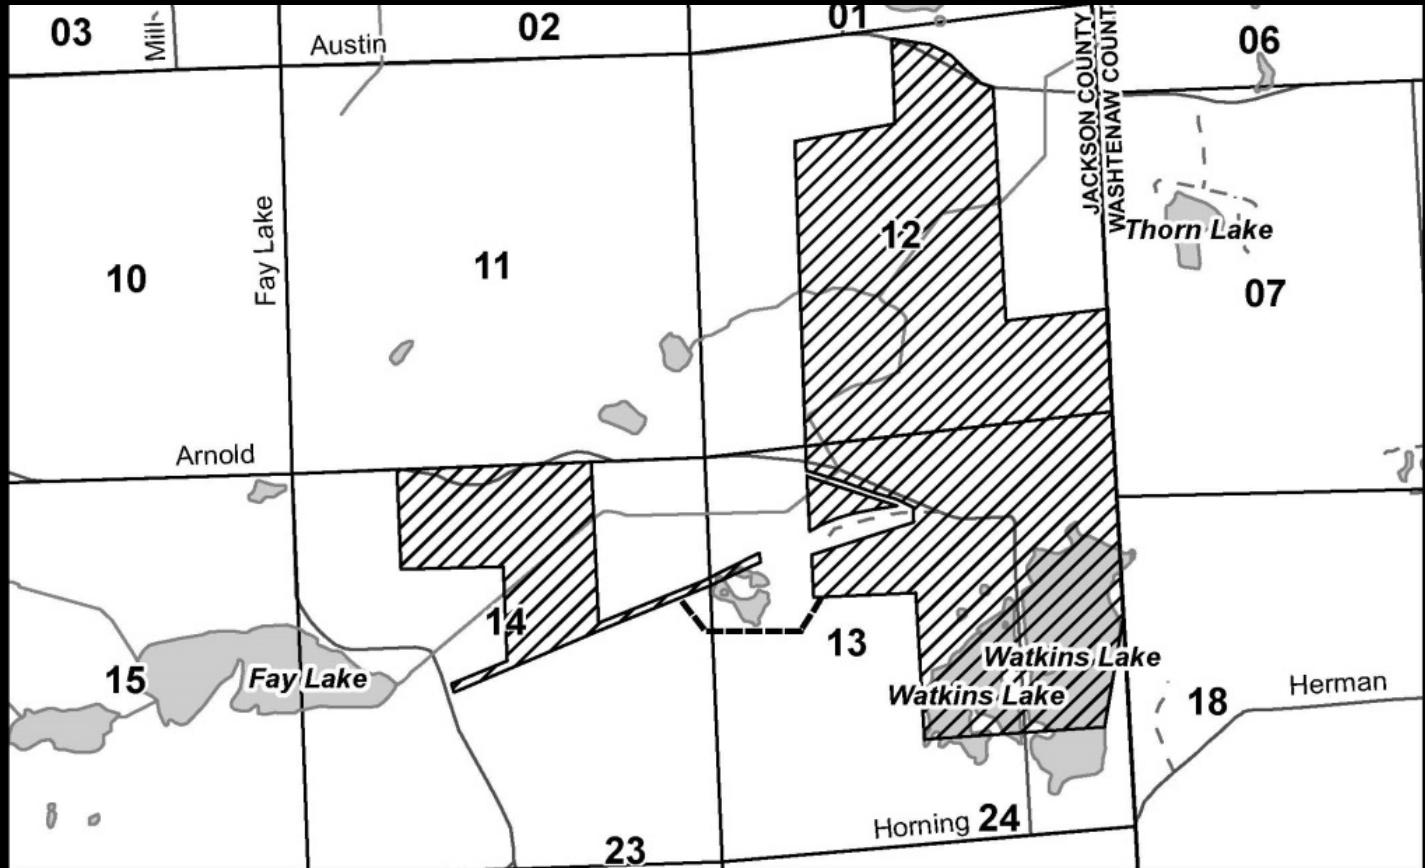 03
Mill
02
01
06
Austin
JACKSON COUNTY
WASHTENAW COUNT
Fay Lake
10
11
12
Thorn Lake
07
Arnold
14
13
15
Fay Lake
Watkins Lake
Watkins Lake
18
Herman
Horning
24
23